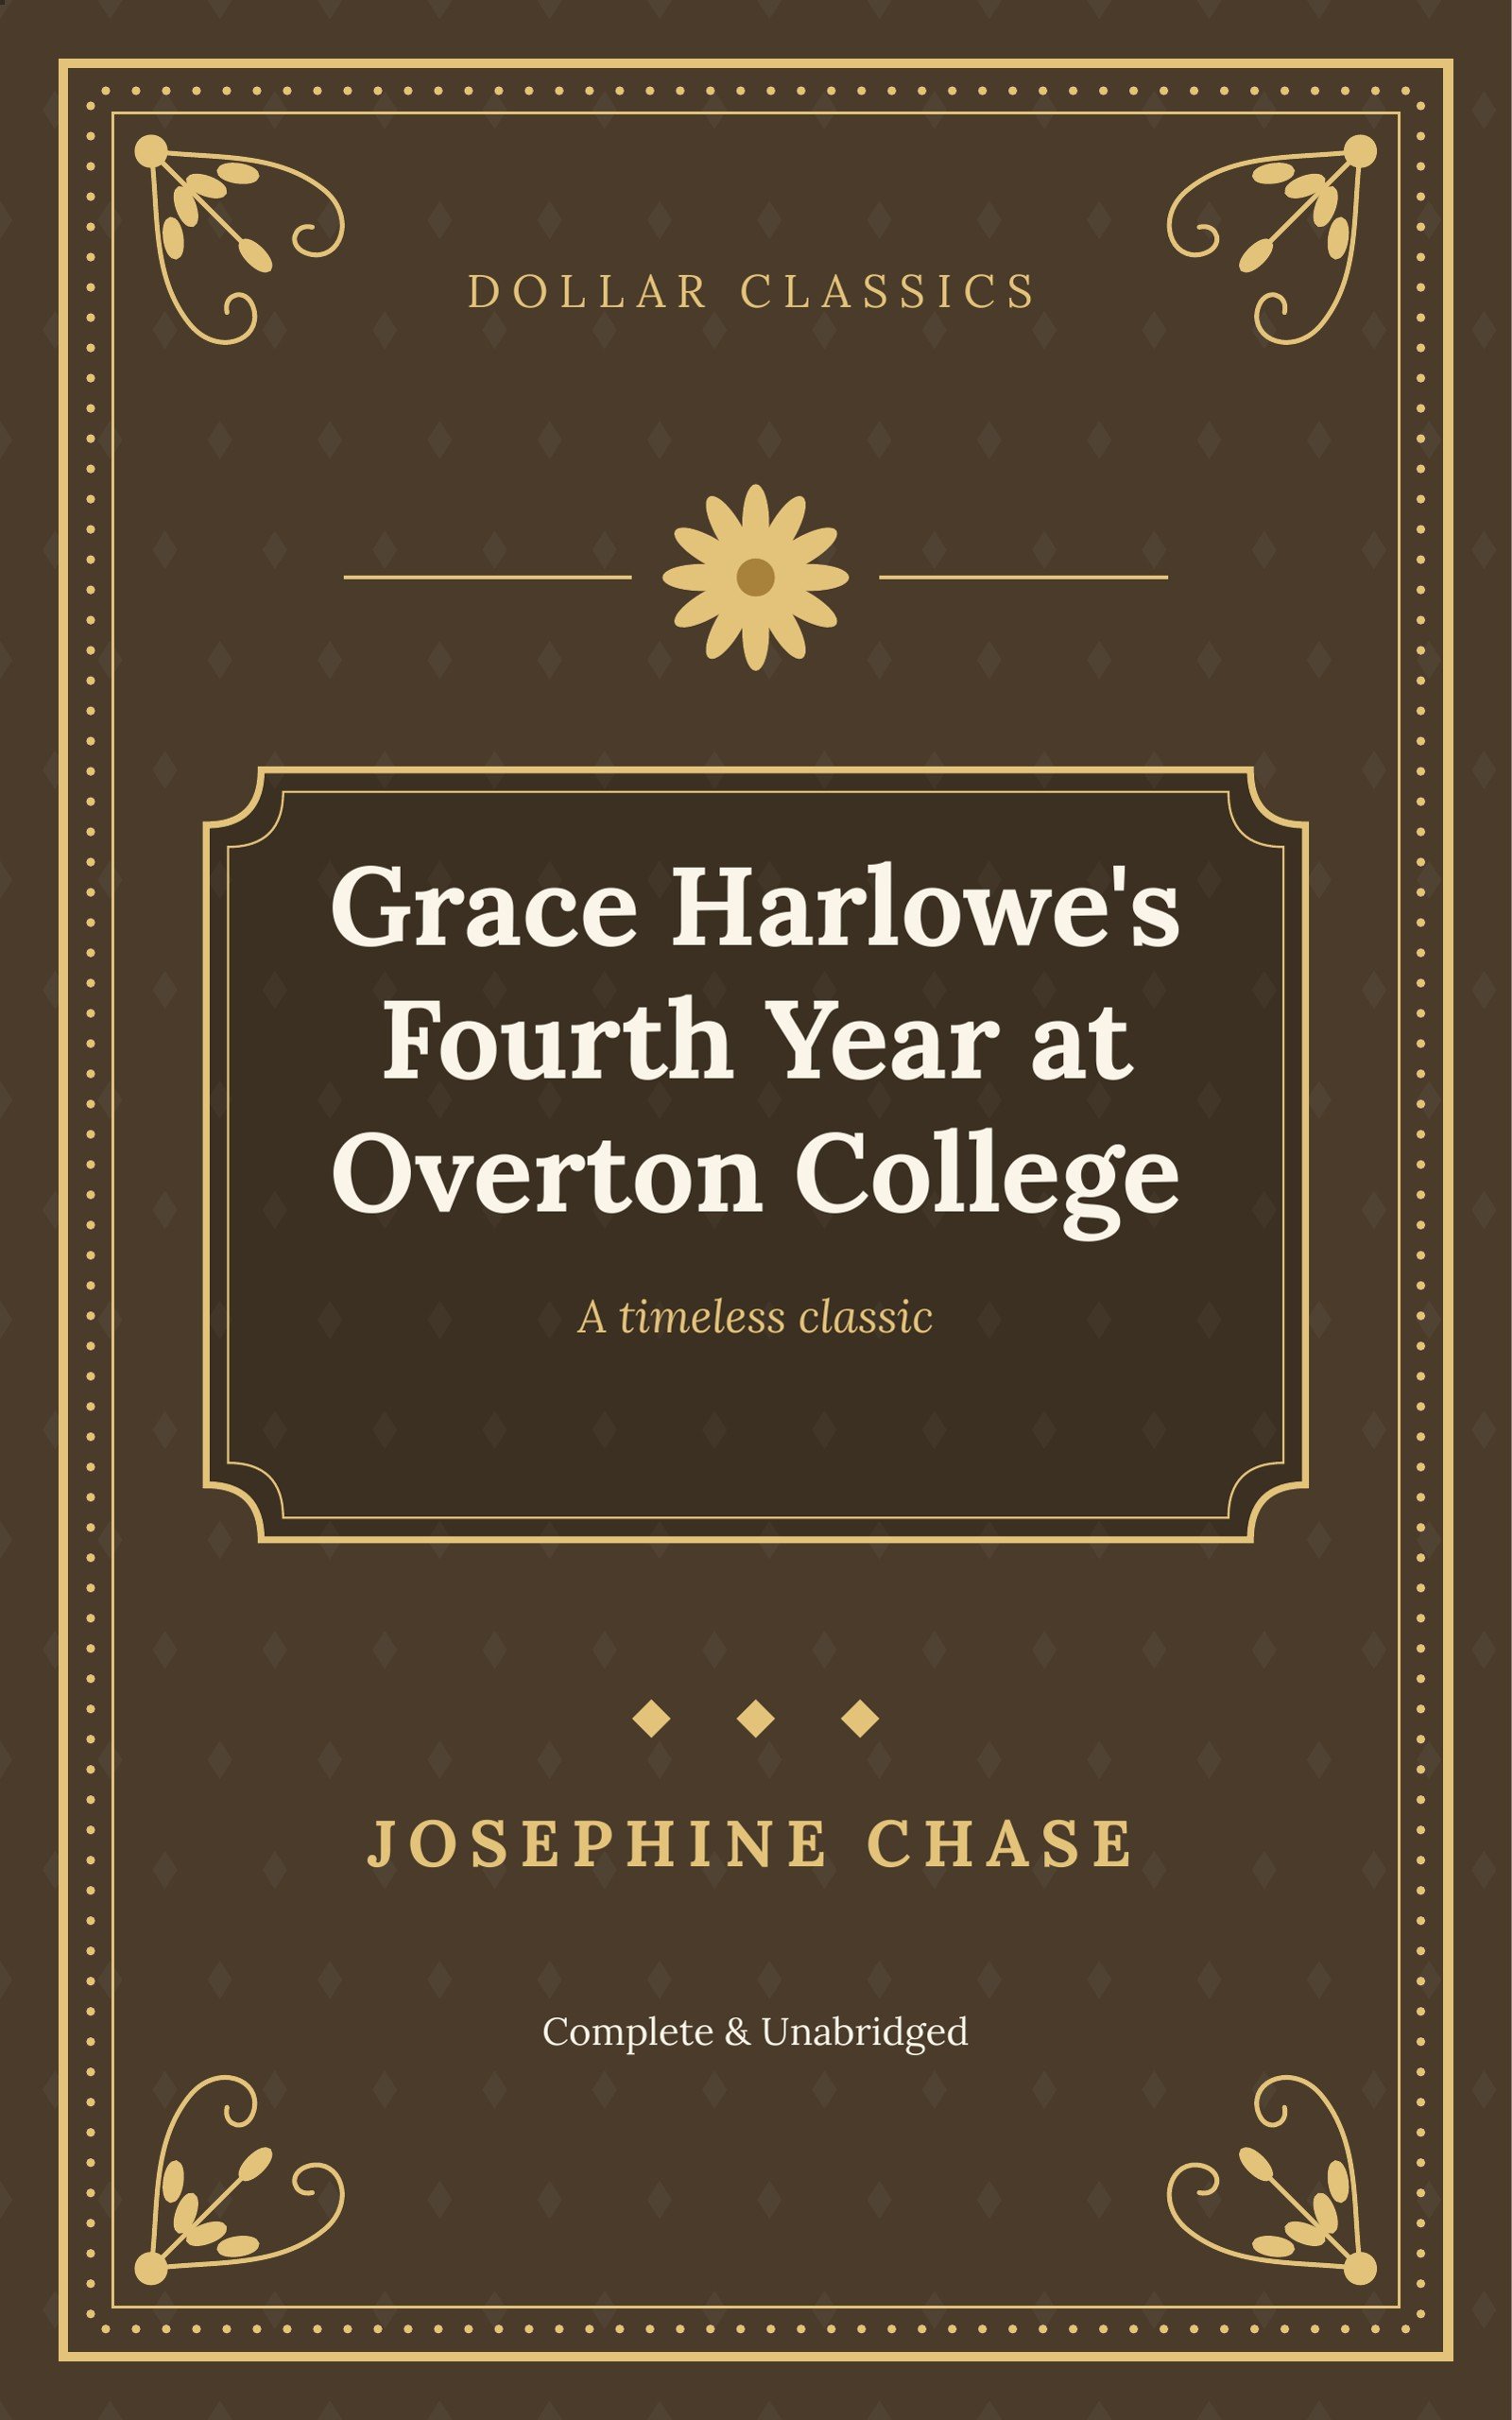 DOLLAR CLASSICS
Grace Harlowe's
Fourth Year at
Overton College
A timeless classic
JOSEPHINE CHASE
Complete & Unabridged